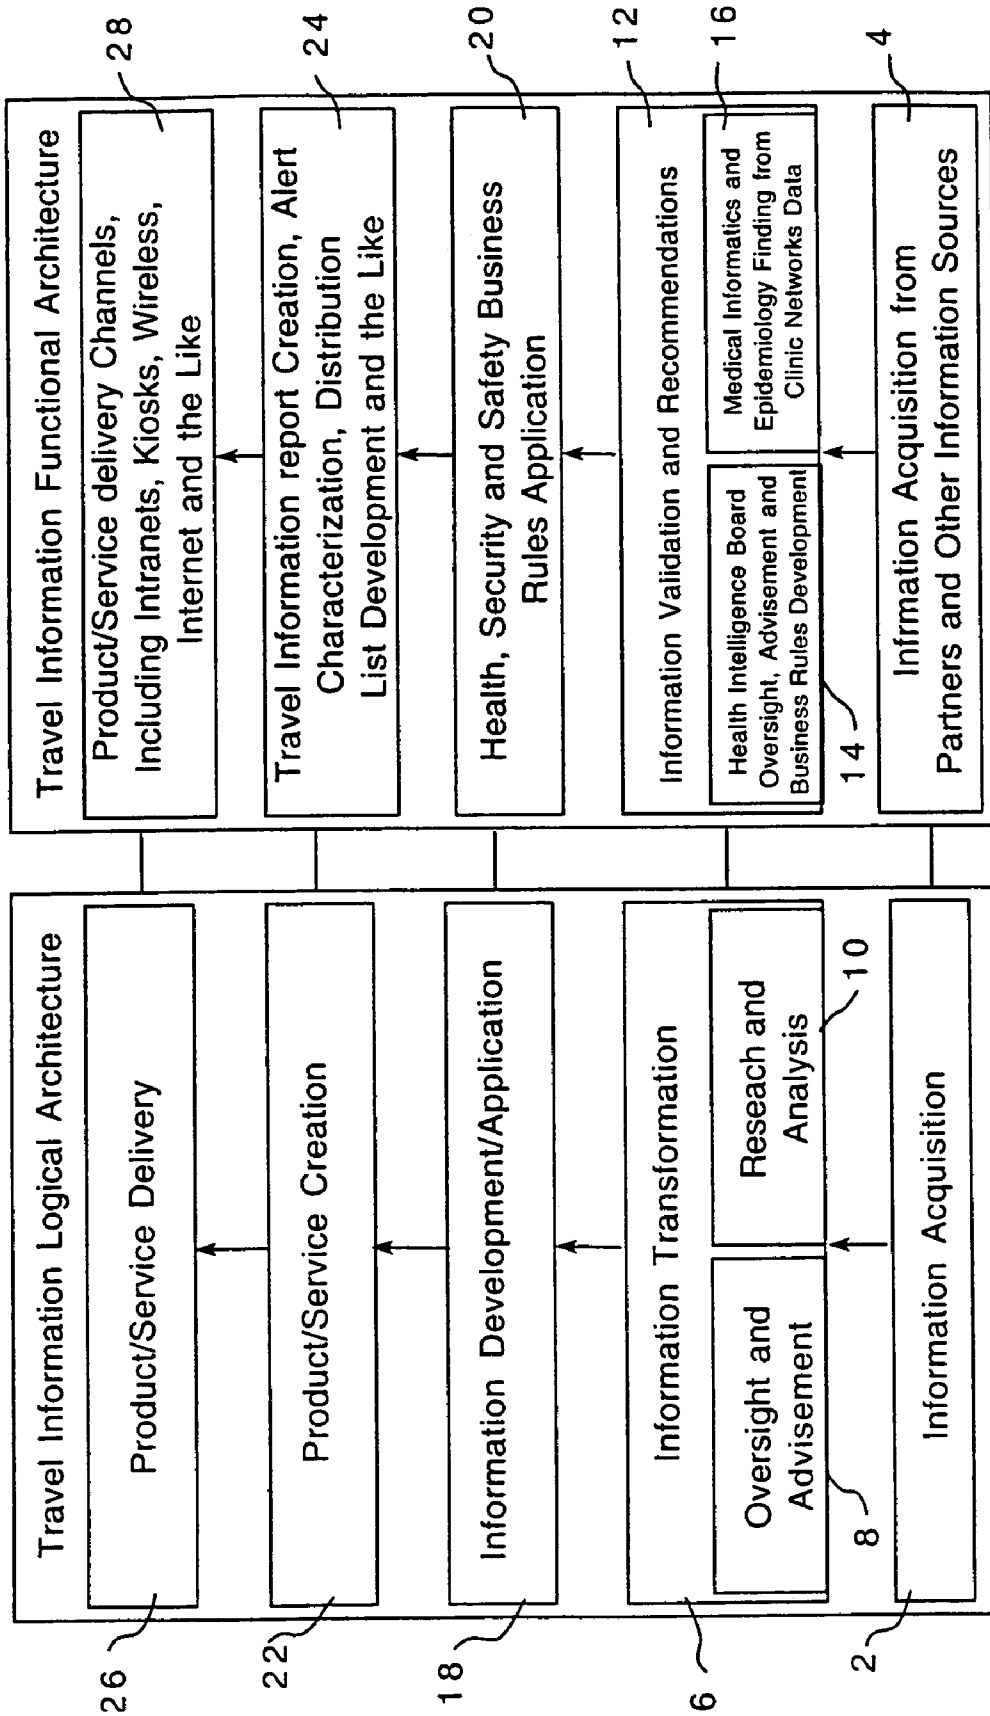 Travel Information Logical Architecture
26
Product/Service Delivery
22
Product/Service Creation
18
Information Development/Application
6
Information Transformation
Oversight and
Advisement
8
Reseach and
Analysis
10
2
Information Acquisition
Travel Information Functional Architecture
Product/Service delivery Channels,
Including Intranets, Kiosks, Wireless,
Internet and the Like
28
Travel Information report Creation, Alert
Characterization, Distribution
List Development and the Like
24
Health, Security and Safety Business
Rules Application
20
Information Validation and Recommendations
12
Health Intelligence Board
Oversight, Advisement and
Business Rules Development
14
Medical Informatics and
Epidemiology Finding from
Clinic Networks Data
16
Infrmation Acquisition from
Partners and Other Information Sources
4